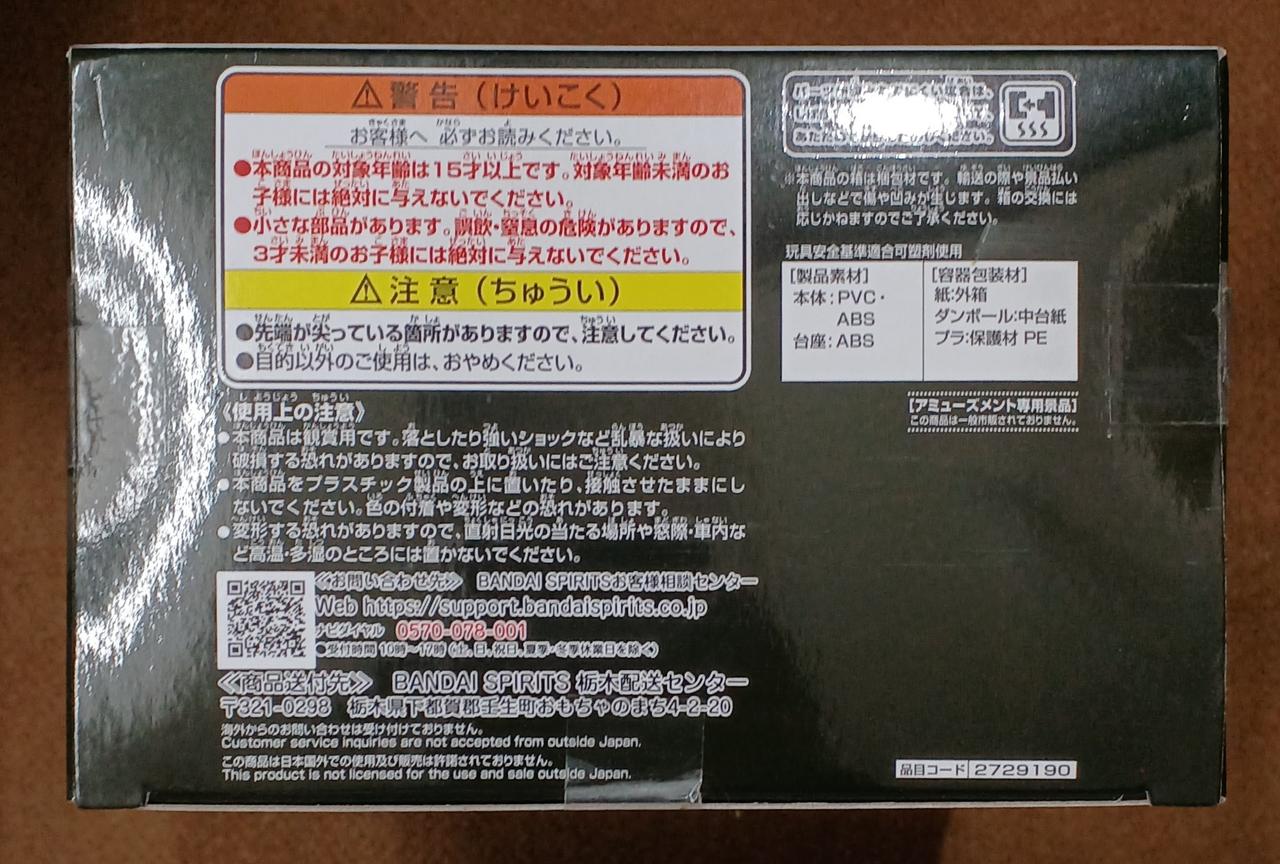 警告（けいこく）
お客様へ 必ずお読みください。
●本商品の対象年齢は15才以上です。対象年齢未満のお
子様には絶対に与えないでください。
●小さな部品があります。誤飲・窒息の危険がありますので、
3才未満のお子様には絶対に与えないでください。
注意（ちゅうい）
●先端が尖っている箇所がありますので、注意してください。
●目的以外のご使用は、おやめください。
《使用上の注意》
●本商品は観賞用です。落としたり強いショックなど乱暴な扱いにより
破損する恐れがありますので、お取り扱いにはご注意ください。
●本商品をプラスチック製品の上に置いたり、接触させたままにし
ないでください。色の付着や変形などの恐れがあります。
●変形する恐れがありますので、直射日光の当たる場所や窓際・車内な
ど高温・多湿のところには置かないでください。
≪お問い合わせ先≫ BANDAI SPIRITSお客様相談センター
Web https://support.bandaispirits.co.jp
ナビダイヤル 0570-078-001
●受付時間 10時〜17時（土、日、祝日、夏季・冬季休業日を除く）
≪商品送付先≫ BANDAI SPIRITS 栃木配送センター
〒321-0298 栃木県下都賀郡壬生町おもちゃのまち4-2-20
海外からのお問い合わせは受け付けておりません。
Customer service inquiries are not accepted from outside Japan.
この商品は日本国外での使用及び販売は許諾されておりません。
This product is not licensed for the use and sale outside Japan.
パーツ
は、
ください。
※本商品の箱は梱包材です。輸送の際や景品払い
出しなどで傷や凹みが生じます。箱の交換には
応じかねますのでご了承ください。
玩具安全基準適合可塑剤使用
[製品素材]
本体：PVC・
ABS
台座：ABS
[容器包装材]
紙：外箱
ダンボール：中台紙
プラ：保護材 PE
[アミューズメント専用景品]
この商品は一般市販されておりません。
品目コード 2729190